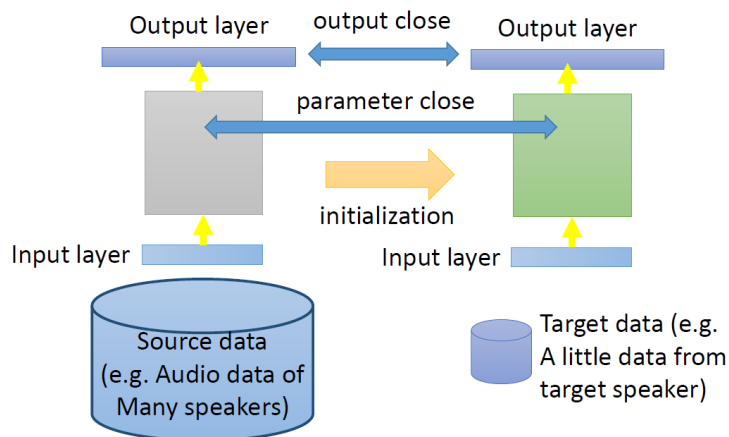 Output layer
output close
Output layer
parameter close
initialization
Input layer
Input layer
Source data
(e.g. Audio data of
Many speakers)
Target data (e.g.
A little data from
target speaker)